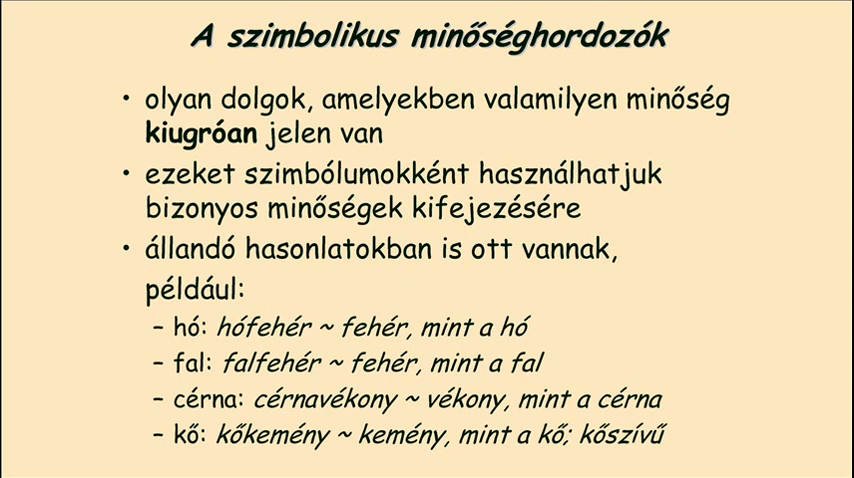 A szimbolikus minőséghordozók
• olyan dolgok, amelyekben valamilyen minőség
kiugróan jelen van
• ezeket szimbólumokként használhatjuk
bizonyos minőségek kifejezésére
• állandó hasonlatokban is ott vannak,
például:
– hó: hófehér ~ fehér, mint a hó
– fal: falfehér ~ fehér, mint a fal
– cérna: cérnavékony ~ vékony, mint a cérna
– kő: kőkemény ~ kemény, mint a kő; kőszívű